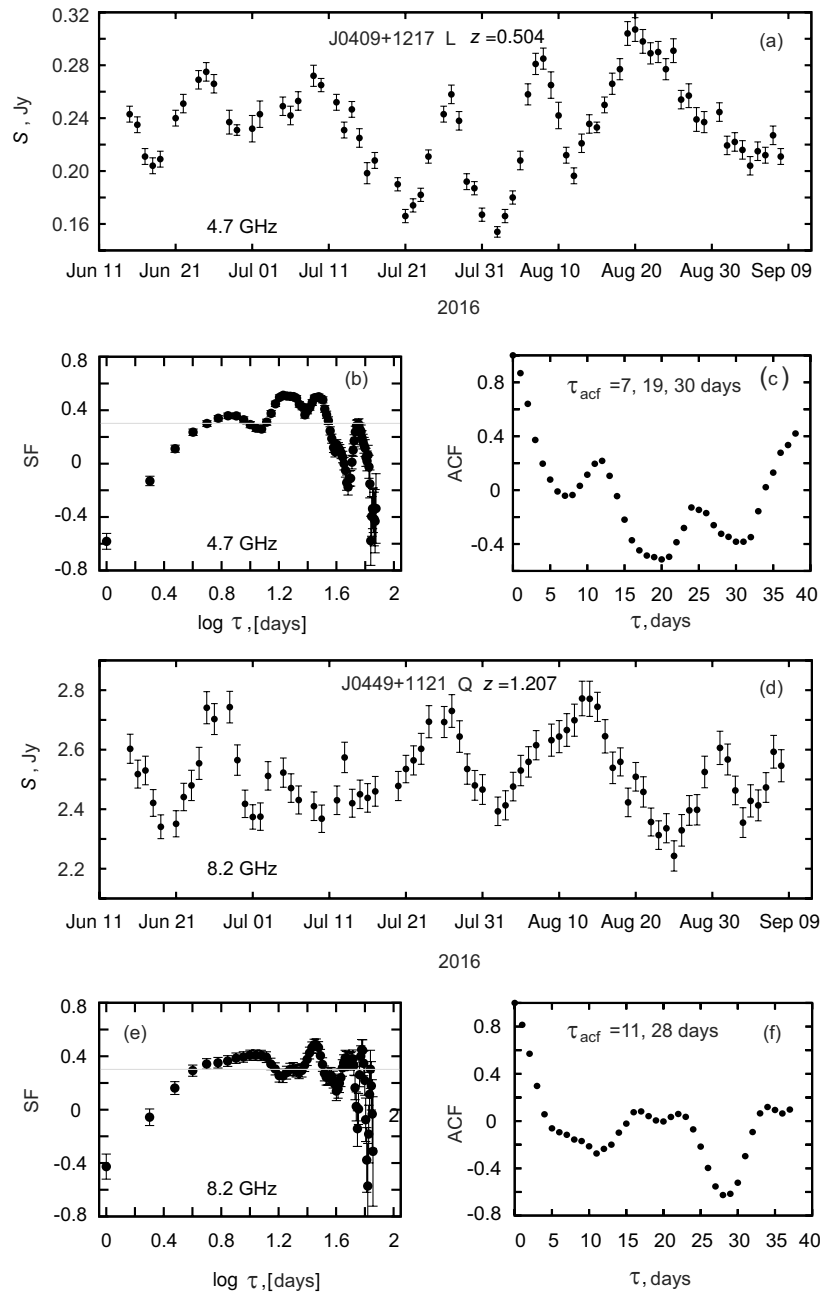 J0409+1217 L z=0.504 (a)
S, Jy
0.32
0.28
0.24
0.20
0.16
4.7 GHz
Jun 11 Jun 21 Jul 01 Jul 11 Jul 21 Jul 31 Aug 10 Aug 20 Aug 30 Sep 09
2016
(b)
SF
0.8
0.4
0
-0.4
-0.8
4.7 GHz
0 0.4 0.8 1.2 1.6 2
log τ, [days]
τacf =7, 19, 30 days (c)
ACF
0.8
0.4
0
-0.4
0 5 10 15 20 25 30 35 40
τ, days
J0449+1121 Q z=1.207 (d)
S, Jy
2.8
2.6
2.4
2.2
8.2 GHz
Jun 11 Jun 21 Jul 01 Jul 11 Jul 21 Jul 31 Aug 10 Aug 20 Aug 30 Sep 09
2016
(e)
SF
0.8
0.4
0
-0.4
-0.8
2
8.2 GHz
0 0.4 0.8 1.2 1.6 2
log τ, [days]
τacf =11, 28 days (f)
ACF
0.8
0.4
0
-0.4
-0.8
0 5 10 15 20 25 30 35 40
τ, days